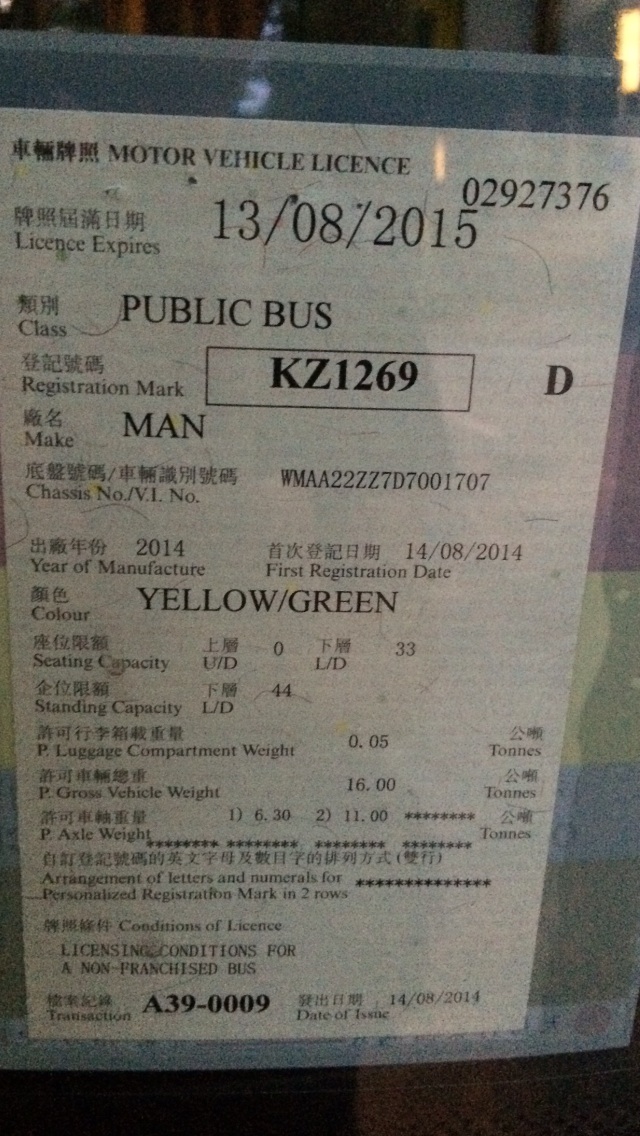 車輛牌照 MOTOR VEHICLE LICENCE
02927376
牌照屆滿日期 13/08/2015
Licence Expires
類別 PUBLIC BUS
Class
登記號碼 KZ1269 D
Registration Mark
廠名 MAN
Make
底盤號碼/車輛識別號碼 WMAA22ZZ7D7001707
Chassis No./V.I. No.
出廠年份 2014 首次登記日期 14/08/2014
Year of Manufacture First Registration Date
顏色 YELLOW/GREEN
Colour
座位限額 上層 0 下層 33
Seating Capacity U/D L/D
企位限額 下層 44
Standing Capacity L/D
許可行李箱載重量 0.05 公噸
P. Luggage Compartment Weight Tonnes
許可車輛總重 16.00 公噸
P. Gross Vehicle Weight Tonnes
許可車軸重量 1) 6.30 2) 11.00 ******** 公噸
P. Axle Weight ******** ******** ******** ******** Tonnes
自訂登記號碼的英文字母及數目字的排列方式(雙行)
Arrangement of letters and numerals for **************
Personalized Registration Mark in 2 rows
牌照條件 Conditions of Licence
LICENSING CONDITIONS FOR
A NON-FRANCHISED BUS
檔案記錄 A39-0009 發出日期 14/08/2014
Transaction Date of Issue